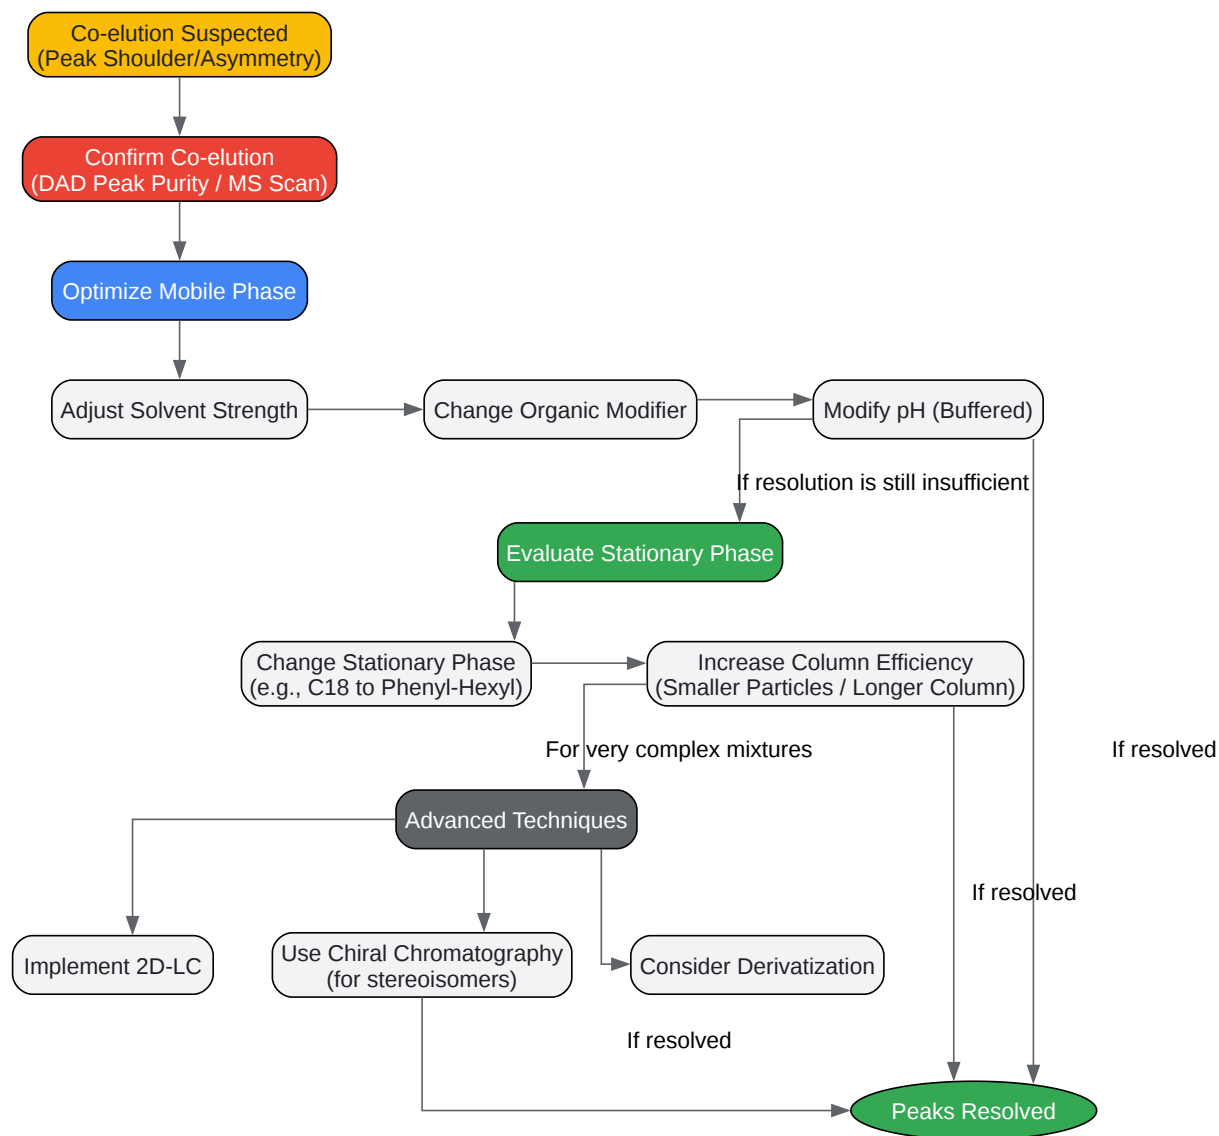 Co-elution Suspected
(Peak Shoulder/Asymmetry)
Confirm Co-elution
(DAD Peak Purity / MS Scan)
Optimize Mobile Phase
Adjust Solvent Strength
Change Organic Modifier
Modify pH (Buffered)
If resolution is still insufficient
Evaluate Stationary Phase
Change Stationary Phase
(e.g., C18 to Phenyl-Hexyl)
Increase Column Efficiency
(Smaller Particles / Longer Column)
For very complex mixtures
If resolved
Advanced Techniques
If resolved
Implement 2D-LC
Use Chiral Chromatography
(for stereoisomers)
Consider Derivatization
If resolved
Peaks Resolved